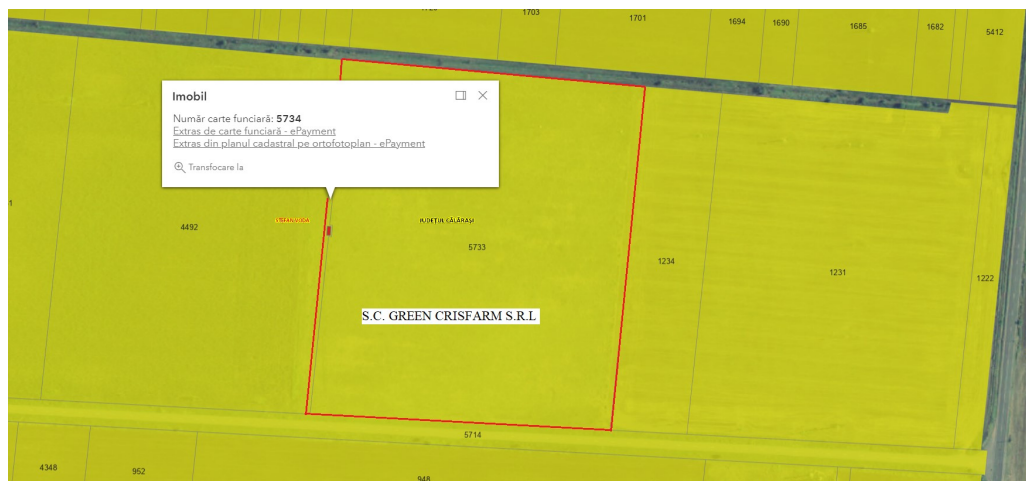 1703
1701
1694
1690
1685
1682
5412
Imobil
Număr carte funciară: 5734
Extras de carte funciară - ePayment
Extras din planul cadastral pe ortofotoplan - ePayment
Transfocare la
4492
JUDEȚUL CĂLĂRAȘI
5733
1234
1231
1222
S.C. GREEN CRISFARM S.R.L
5714
4348
952
948